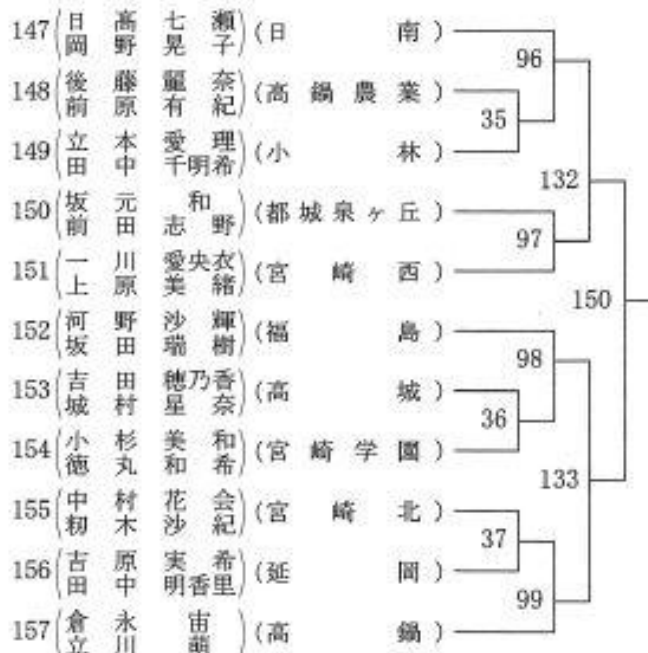 147 日髙七瀬 (日南)
岡野晃子
96
148 後藤麗奈 (高鍋農業)
前原有紀
35
149 立本愛理 (小林)
田中千明希
132
150 坂元和 (都城泉ヶ丘)
前田志野
97
151 一川愛央衣 (宮崎西)
上原美緒
150
152 河野沙輝 (福島)
坂田瑞樹
98
153 吉田穂乃香 (高城)
城村星奈
36
154 小杉美和 (宮崎学園)
徳丸和希
133
155 中村花会 (宮崎北)
籾木沙紀
37
156 吉原実希 (延岡)
田中明香里
99
157 倉永宙 (高鍋)
立川萌